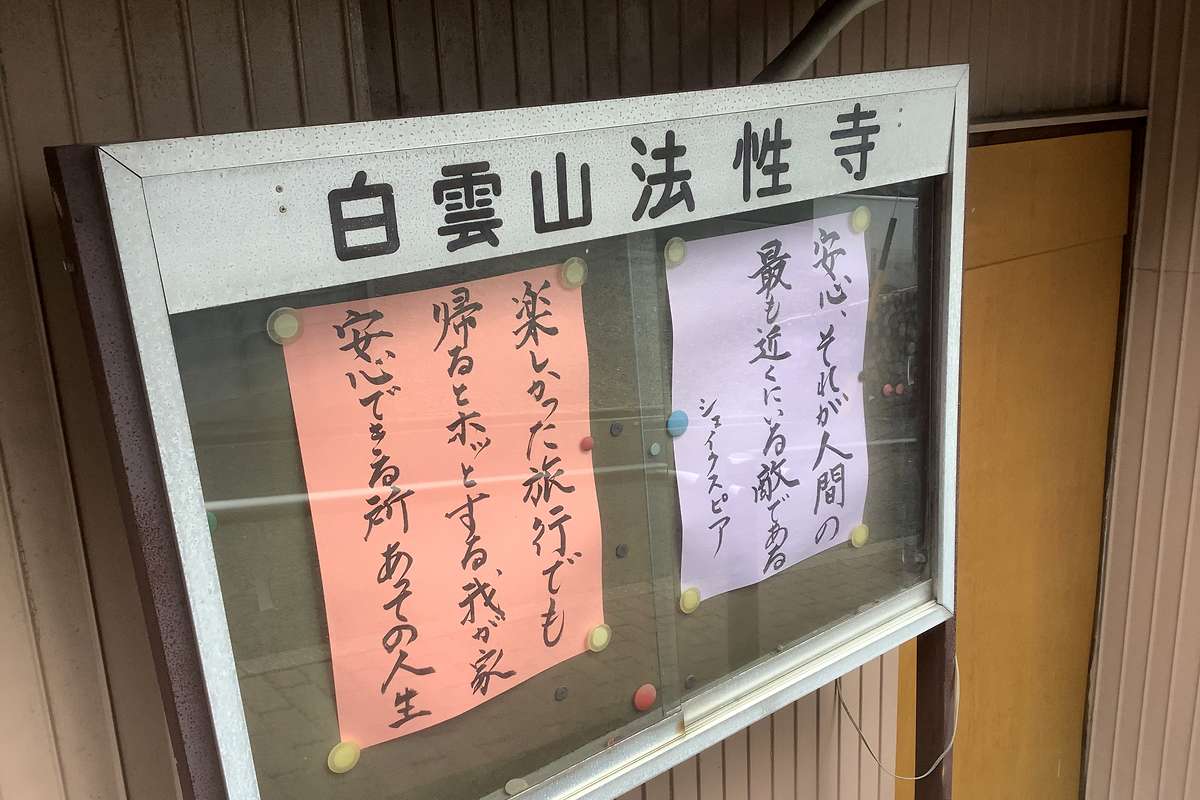 白雲山法性寺
安心、それが人間の
最も近くにいる敵である
シェイクスピア
楽しかった旅行でも
帰るとホッとする、我が家
安心できる所あっての人生